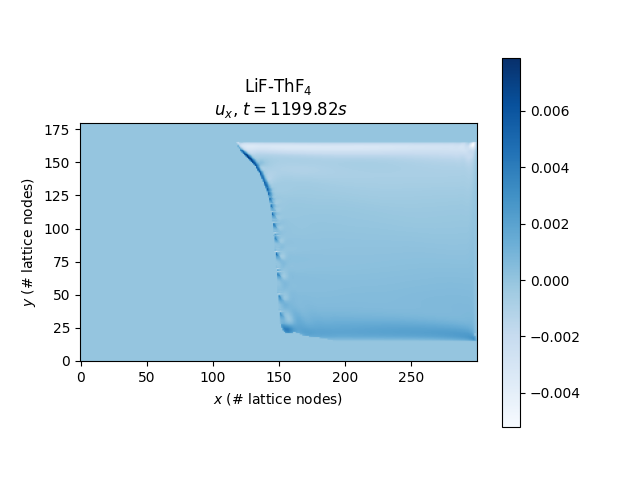 LiF-ThF₄
uₓ, t = 1199.82s
175
150
125
100
75
50
25
0
y (# lattice nodes)
0 50 100 150 200 250
x (# lattice nodes)
0.006
0.004
0.002
0.000
−0.002
−0.004